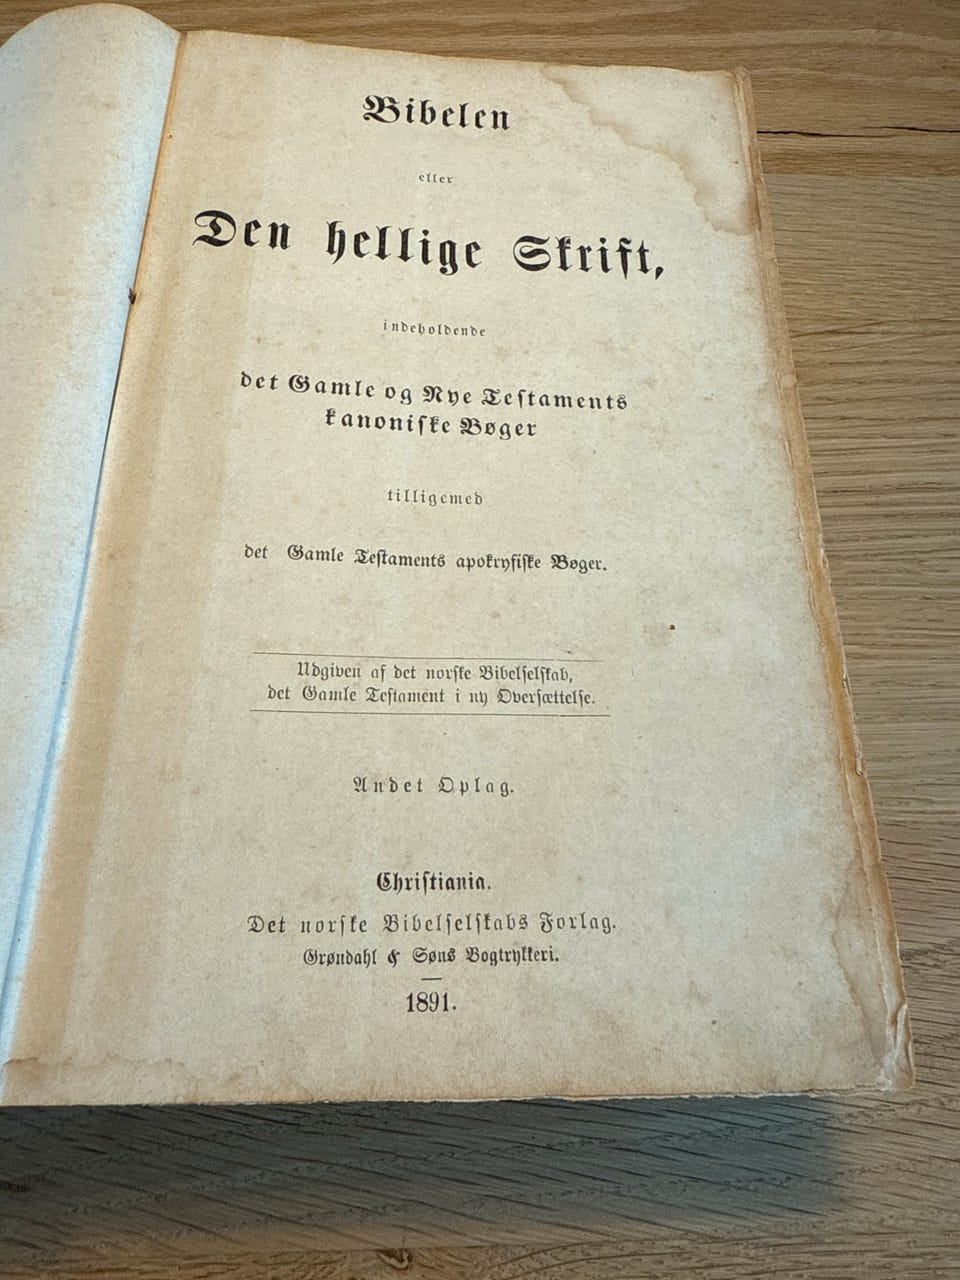 Bibelen
eller
Den hellige Skrift,
indeholdende
det Gamle og Nye Testaments
kanoniske Bøger
tilligemed
det Gamle Testaments apokryfiske Bøger.
Udgiven af det norske Bibelselskab,
det Gamle Testament i ny Oversættelse.
Andet Oplag.
Christiania.
Det norske Bibelselskabs Forlag.
Grøndahl & Søns Bogtrykkeri.
1891.